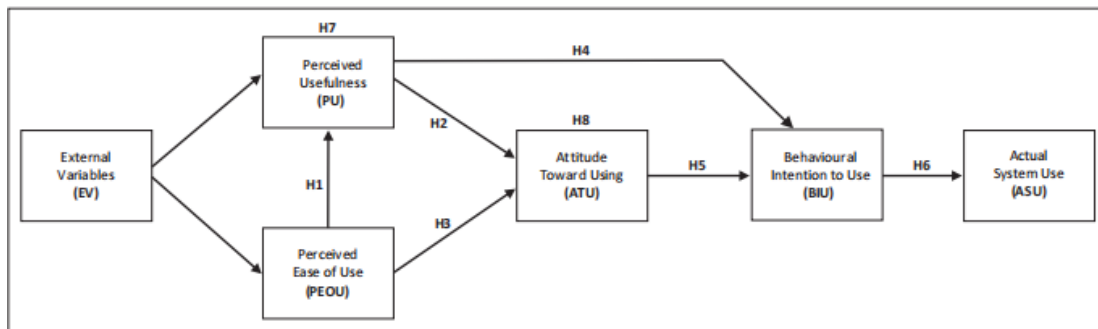 H7
Perceived
Usefulness
(PU)
H4
H2
External
Variables
(EV)
H1
H8
Attitude
Toward Using
(ATU)
H5
Behavioural
Intention to Use
(BIU)
H6
Actual
System Use
(ASU)
H3
Perceived
Ease of Use
(PEOU)